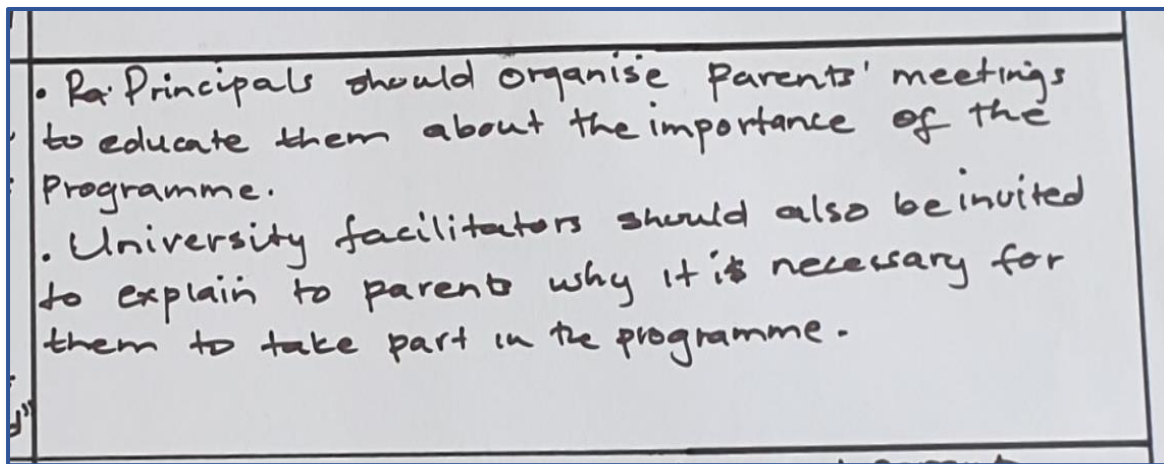 • Pa. Principals should organise parents' meetings
to educate them about the importance of the
Programme.
. University facilitators should also be invited
to explain to parents why it is necessary for
them to take part in the programme.